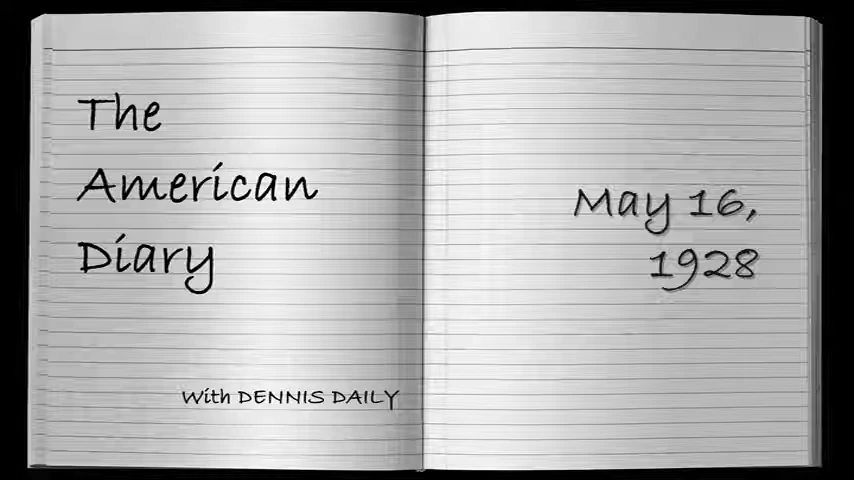 The
American
Diary
With DENNIS DAILY
May 16,
1928